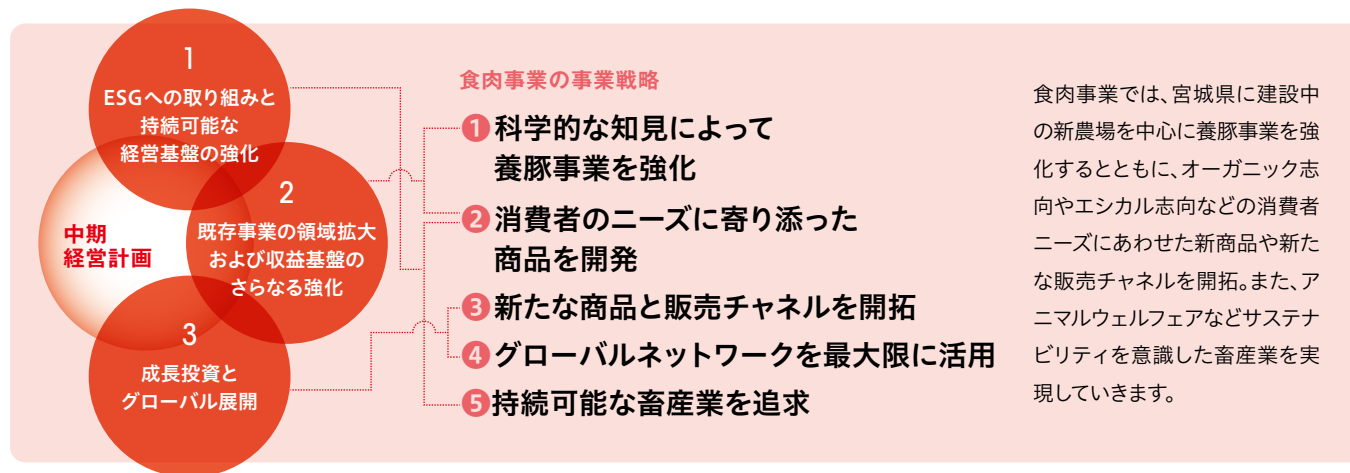 中期
経営計画
1
ESGへの取り組みと
持続可能な
経営基盤の強化
2
既存事業の領域拡大
および収益基盤の
さらなる強化
3
成長投資と
グローバル展開
食肉事業の事業戦略
❶科学的な知見によって
養豚事業を強化
❷消費者のニーズに寄り添った
商品を開発
❸新たな商品と販売チャネルを開拓
❹グローバルネットワークを最大限に活用
❺持続可能な畜産業を追求
食肉事業では、宮城県に建設中
の新農場を中心に養豚事業を強
化するとともに、オーガニック志
向やエシカル志向などの消費者
ニーズにあわせた新商品や新た
な販売チャネルを開拓。また、ア
ニマルウェルフェアなどサステナ
ビリティを意識した畜産業を実
現していきます。